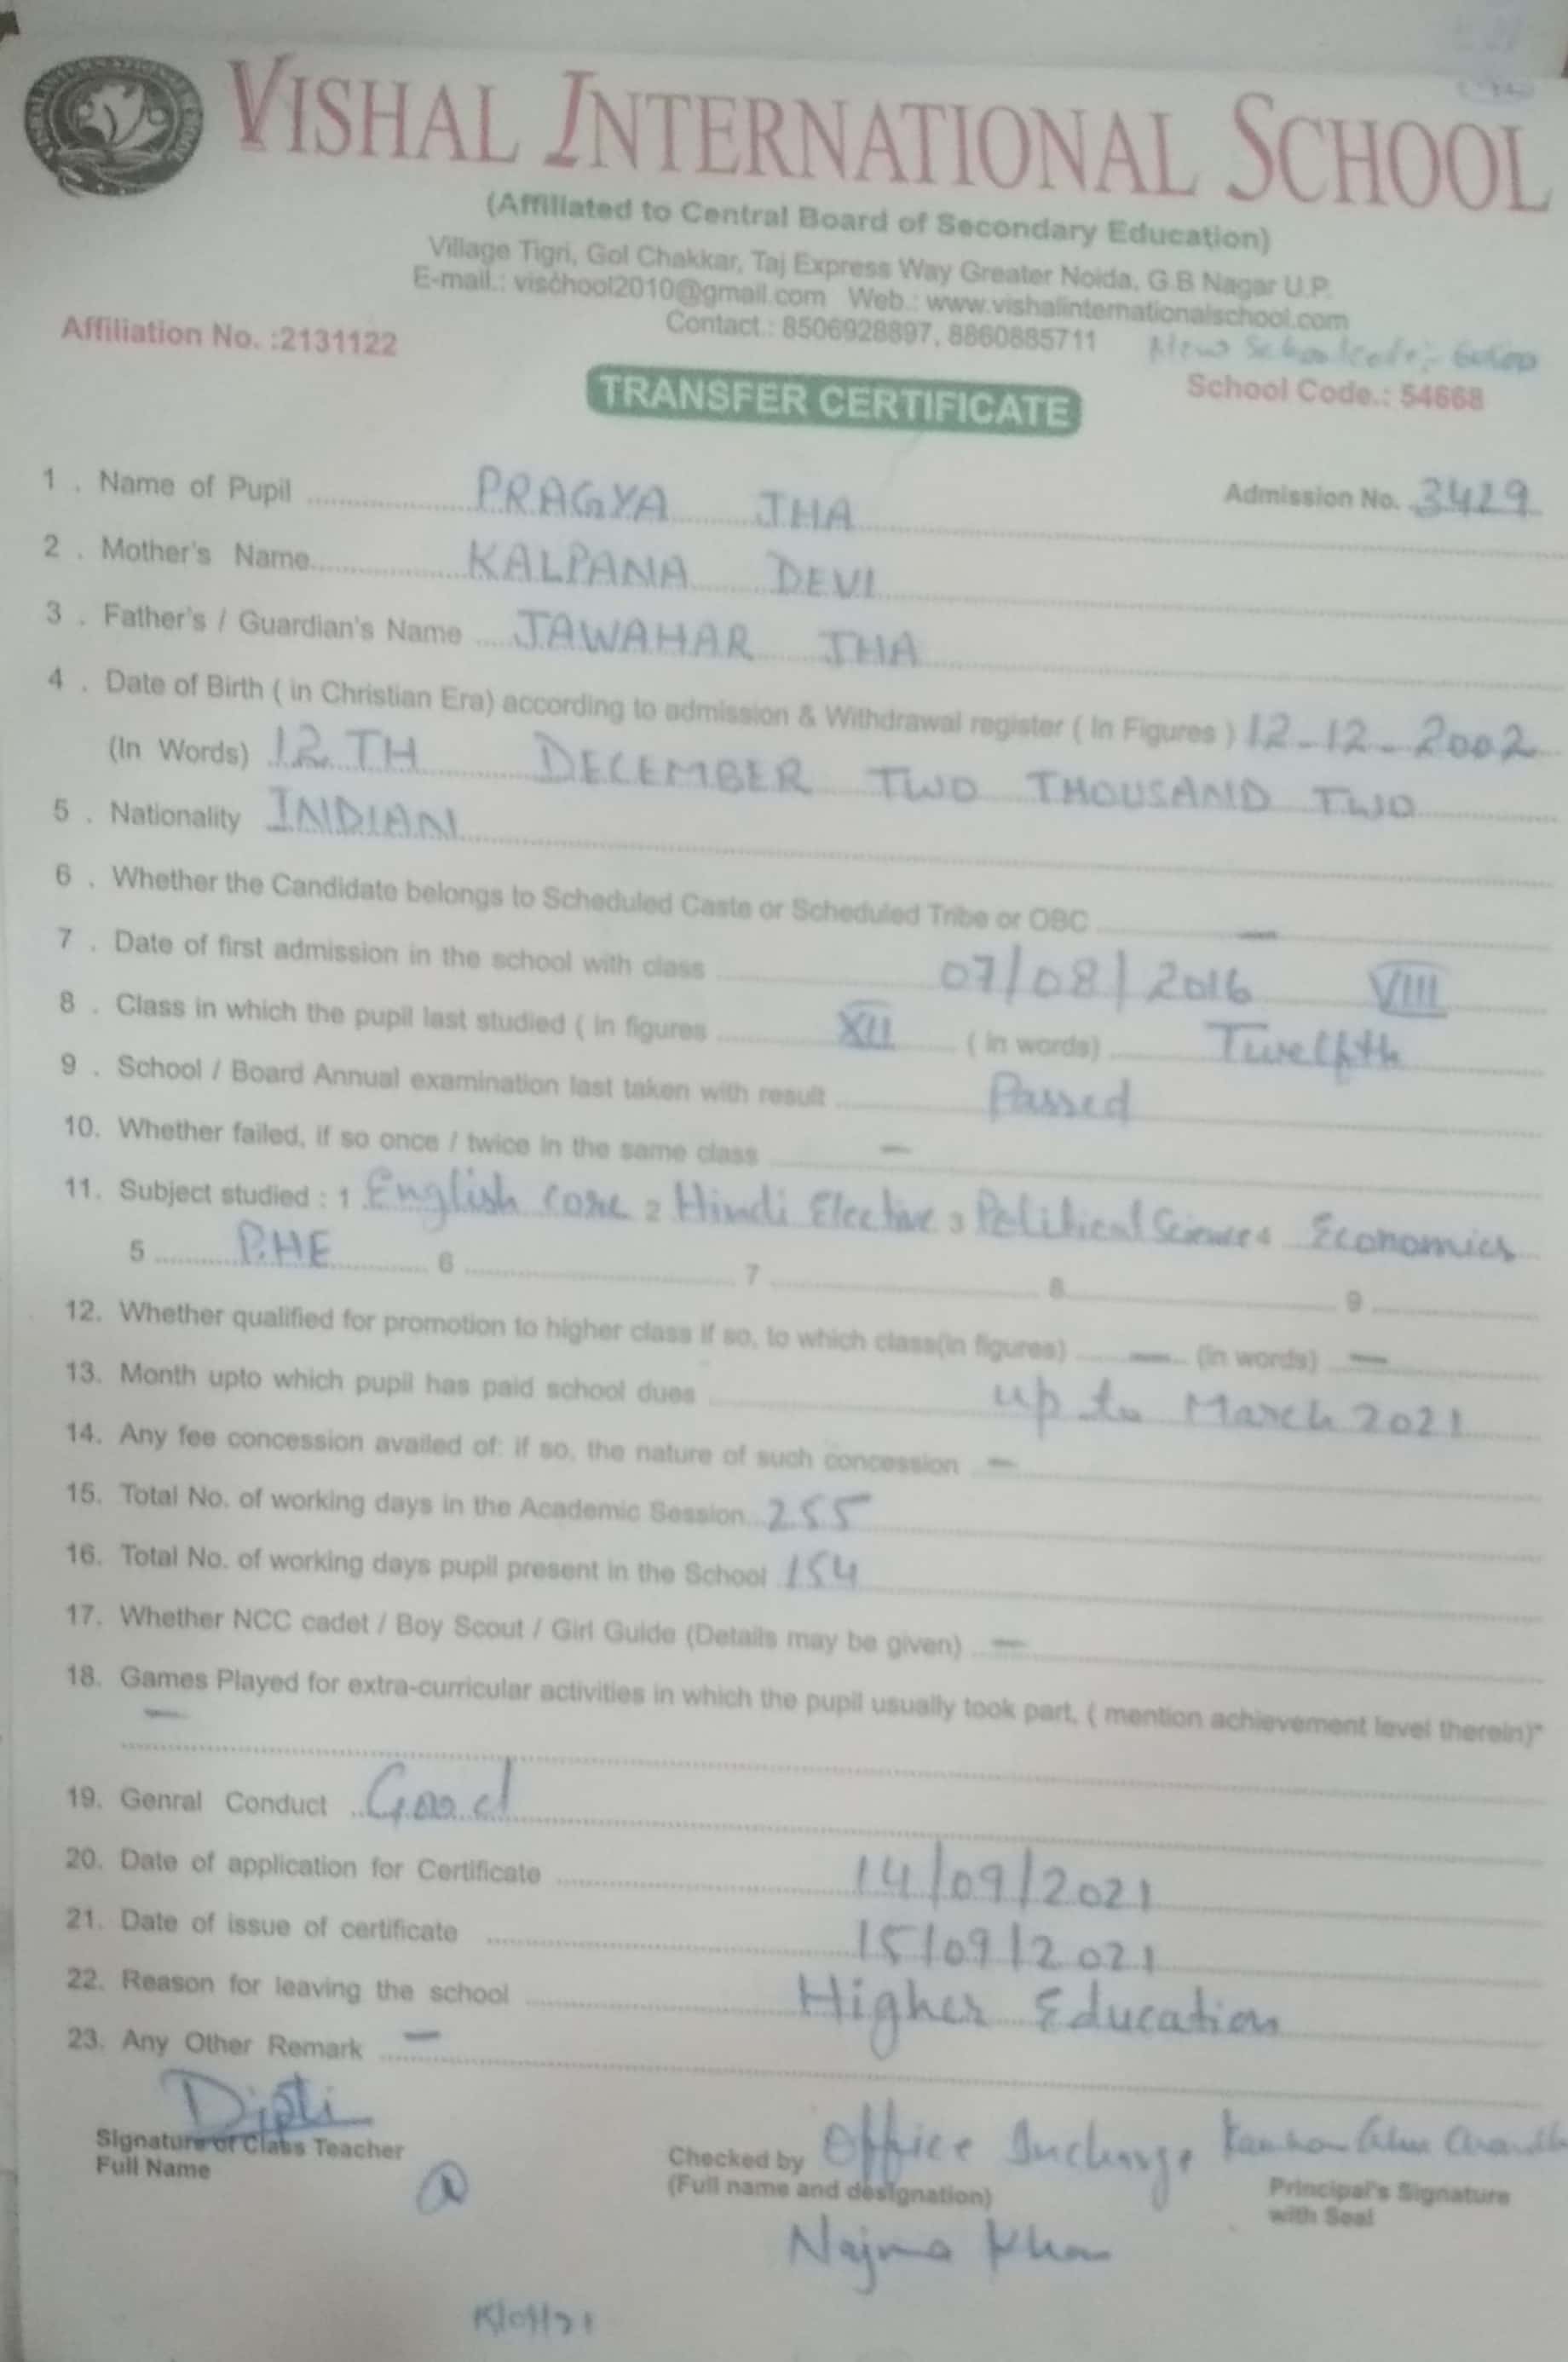 VISHAL INTERNATIONAL SCHOOL
(Affiliated to Central Board of Secondary Education)
Village Tigri, Gol Chakkar, Taj Express Way Greater Noida, G.B Nagar U.P.
E-mail.: vischool2010@gmail.com Web.: www.vishalinternationalschool.com
Contact.: 8506928897, 8860885711
Affiliation No. :2131122
New School code:-
School Code.: 54668
TRANSFER CERTIFICATE
1 . Name of Pupil PRAGYA JHA Admission No. 3429
2 . Mother's Name KALPANA DEVI
3 . Father's / Guardian's Name JAWAHAR JHA
4 . Date of Birth ( in Christian Era) according to admission & Withdrawal register ( In Figures ) 12-12-2002
(In Words) 12TH DECEMBER TWO THOUSAND TWO
5 . Nationality INDIAN
6 . Whether the Candidate belongs to Scheduled Caste or Scheduled Tribe or OBC —
7 . Date of first admission in the school with class 07/08/2016 VIII
8 . Class in which the pupil last studied ( in figures XII ( in words) Twelfth
9 . School / Board Annual examination last taken with result Passed
10. Whether failed, if so once / twice in the same class —
11. Subject studied : 1 English core 2 Hindi Elective 3 Political Science 4 Economics
5 P.HE 6 7 8 9
12. Whether qualified for promotion to higher class if so, to which class(in figures) — (in words) —
13. Month upto which pupil has paid school dues up to March 2021
14. Any fee concession availed of: if so, the nature of such concession —
15. Total No. of working days in the Academic Session 255
16. Total No. of working days pupil present in the School 154
17. Whether NCC cadet / Boy Scout / Girl Guide (Details may be given) —
18. Games Played for extra-curricular activities in which the pupil usually took part, ( mention achievement level therein)"
—
19. Genral Conduct Good
20. Date of application for Certificate 14/09/2021
21. Date of issue of certificate 15/09/2021
22. Reason for leaving the school Higher Education
23. Any Other Remark —
Dipti
Signature of Class Teacher
Full Name
Checked by Office Incharge
(Full name and designation)
Najma Khan
Principal's Signature
with Seal